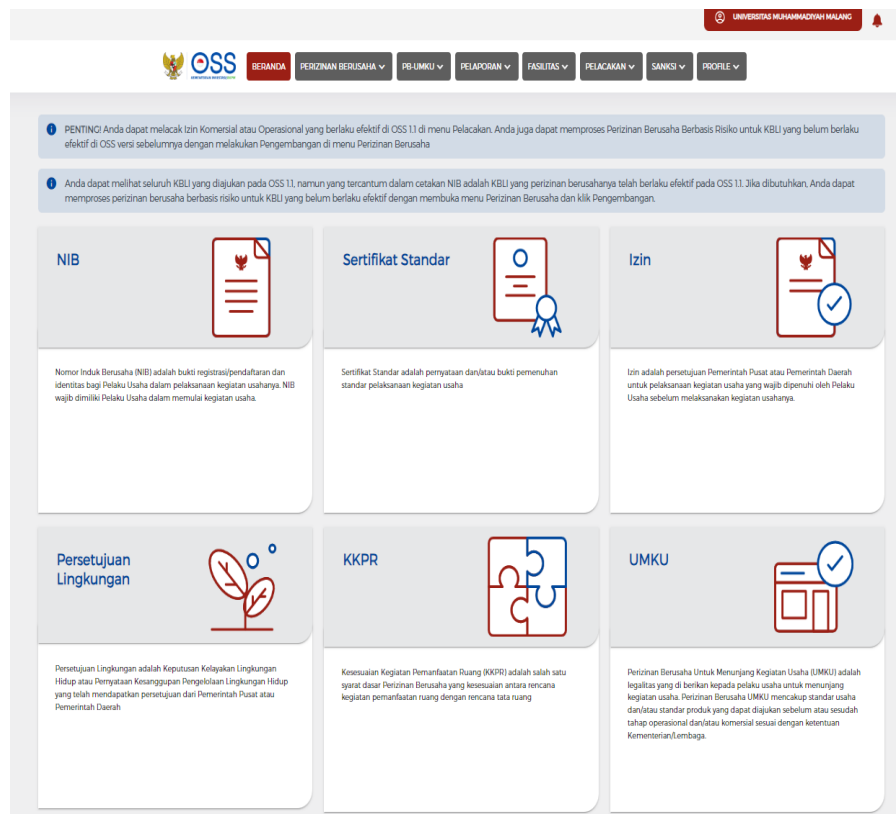 UNIVERSITAS MUHAMMADIYAH MALANG
OSS
BERANDA
PERIZINAN BERUSAHA
PB-UMKU
PELAPORAN
FASILITAS
PELACAKAN
SANKSI
PROFILE
PENTING! Anda dapat melacak Izin Komersial atau Operasional yang berlaku efektif di OSS 1.1 di menu Pelacakan. Anda juga dapat memproses Perizinan Berusaha Berbasis Risiko untuk KBLI yang belum berlaku
efektif di OSS versi sebelumnya dengan melakukan Pengembangan di menu Perizinan Berusaha
Anda dapat melihat seluruh KBLI yang diajukan pada OSS 1.1, namun yang tercantum dalam cetakan NIB adalah KBLI yang perizinan berusahanya telah berlaku efektif pada OSS 1.1. Jika dibutuhkan, Anda dapat
memproses perizinan berusaha berbasis risiko untuk KBLI yang belum berlaku efektif dengan membuka menu Perizinan Berusaha dan klik Pengembangan.
NIB
Nomor Induk Berusaha (NIB) adalah bukti registrasi/pendaftaran dan
identitas bagi Pelaku Usaha dalam pelaksanaan kegiatan usahanya. NIB
wajib dimiliki Pelaku Usaha dalam memulai kegiatan usaha.
Sertifikat Standar
Sertifikat Standar adalah pernyataan dan/atau bukti pemenuhan
standar pelaksanaan kegiatan usaha
Izin
Izin adalah persetujuan Pemerintah Pusat atau Pemerintah Daerah
untuk pelaksanaan kegiatan usaha yang wajib dipenuhi oleh Pelaku
Usaha sebelum melaksanakan kegiatan usahanya.
Persetujuan
Lingkungan
Persetujuan Lingkungan adalah Keputusan Kelayakan Lingkungan
Hidup atau Pernyataan Kesanggupan Pengelolaan Lingkungan Hidup
yang telah mendapatkan persetujuan dari Pemerintah Pusat atau
Pemerintah Daerah
KKPR
Kesesuaian Kegiatan Pemanfaatan Ruang (KKPR) adalah salah satu
syarat dasar Perizinan Berusaha yang kesesuaian antara rencana
kegiatan pemanfaatan ruang dengan rencana tata ruang
UMKU
Perizinan Berusaha Untuk Menunjang Kegiatan Usaha (UMKU) adalah
legalitas yang di berikan kepada pelaku usaha untuk menunjang
kegiatan usaha. Perizinan Berusaha UMKU mencakup standar usaha
dan/atau standar produk yang dapat diajukan sebelum atau sesudah
tahap operasional dan/atau komersial sesuai dengan ketentuan
Kementerian/Lembaga.